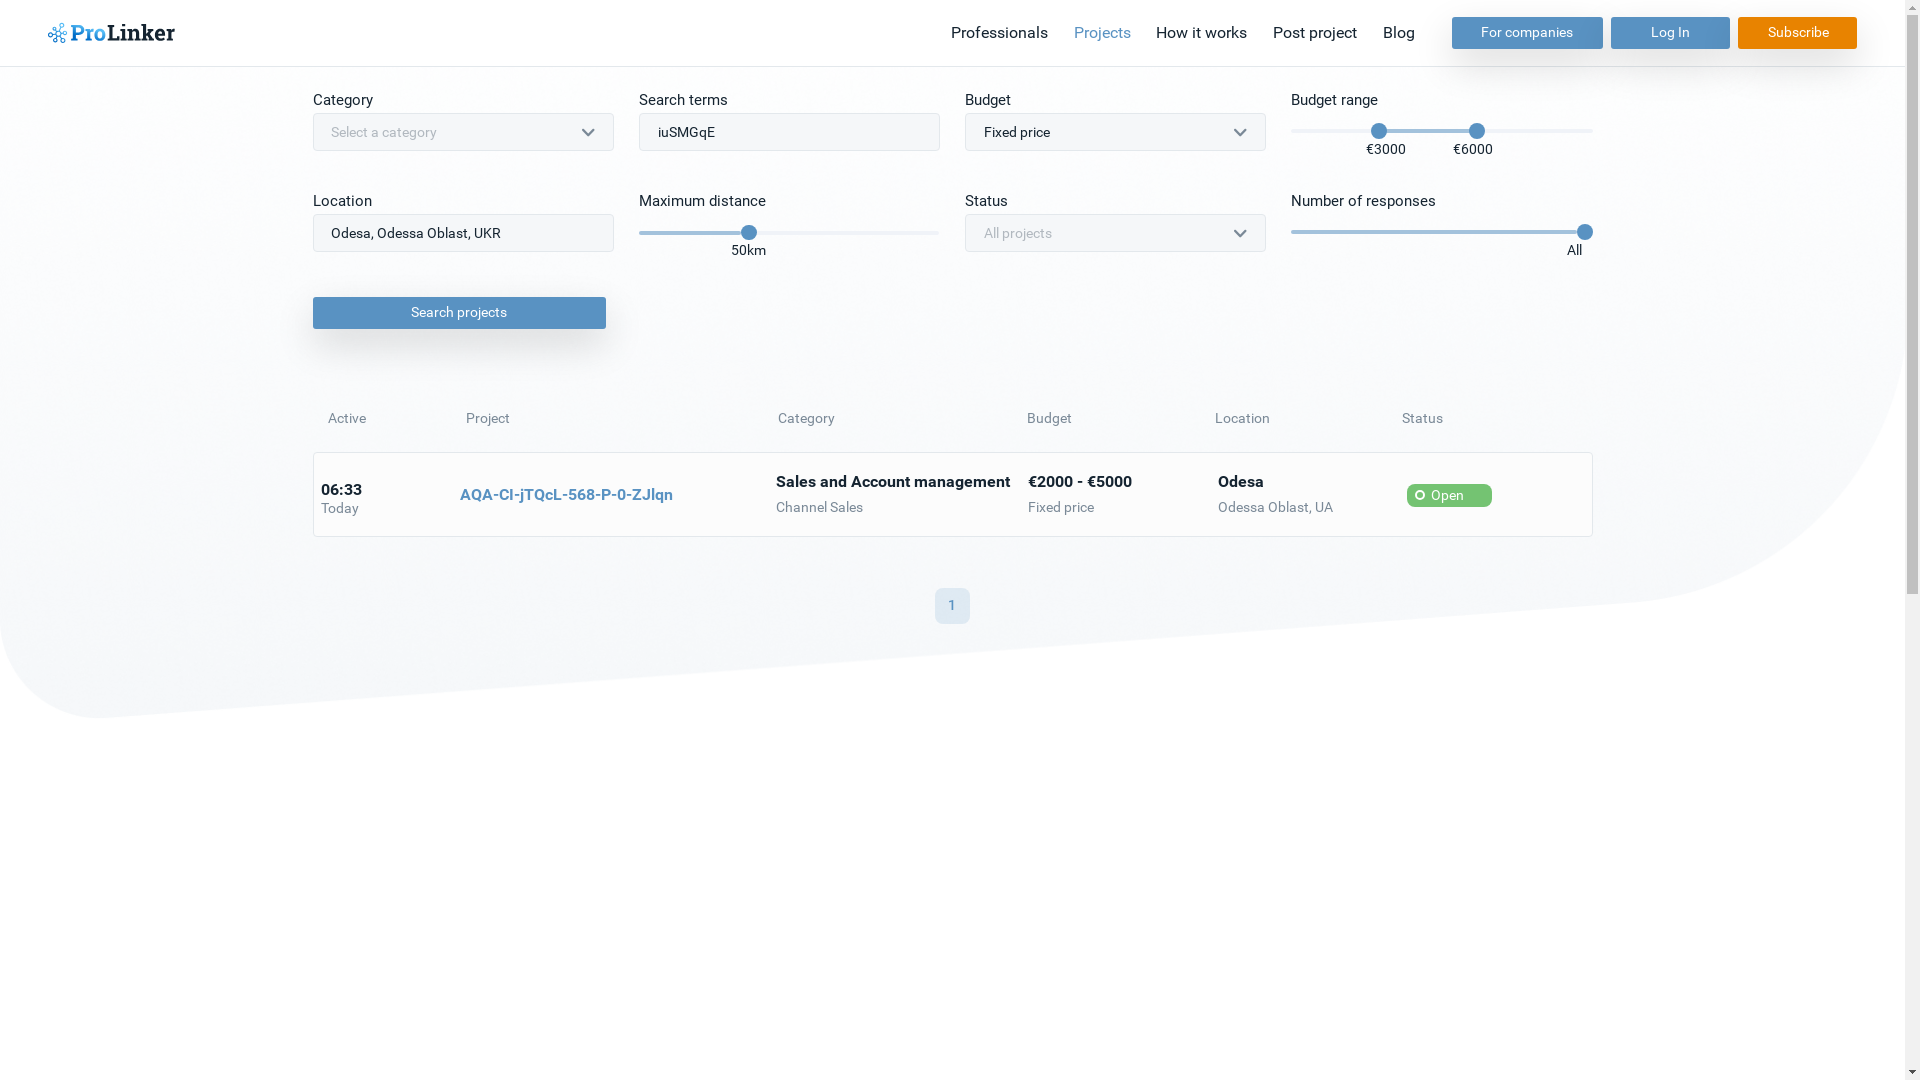 ProLinker
Professionals Projects How it works Post project Blog For companies Log In Subscribe
Category Search terms Budget Budget range
Select a category iuSMGqE Fixed price
€3000 €6000
Location Maximum distance Status Number of responses
Odesa, Odessa Oblast, UKR All projects
50km All
Search projects
Active Project Category Budget Location Status
06:33 AQA-CI-jTQcL-568-P-0-ZJlqn Sales and Account management €2000 - €5000 Odesa Open
Today Channel Sales Fixed price Odessa Oblast, UA
1